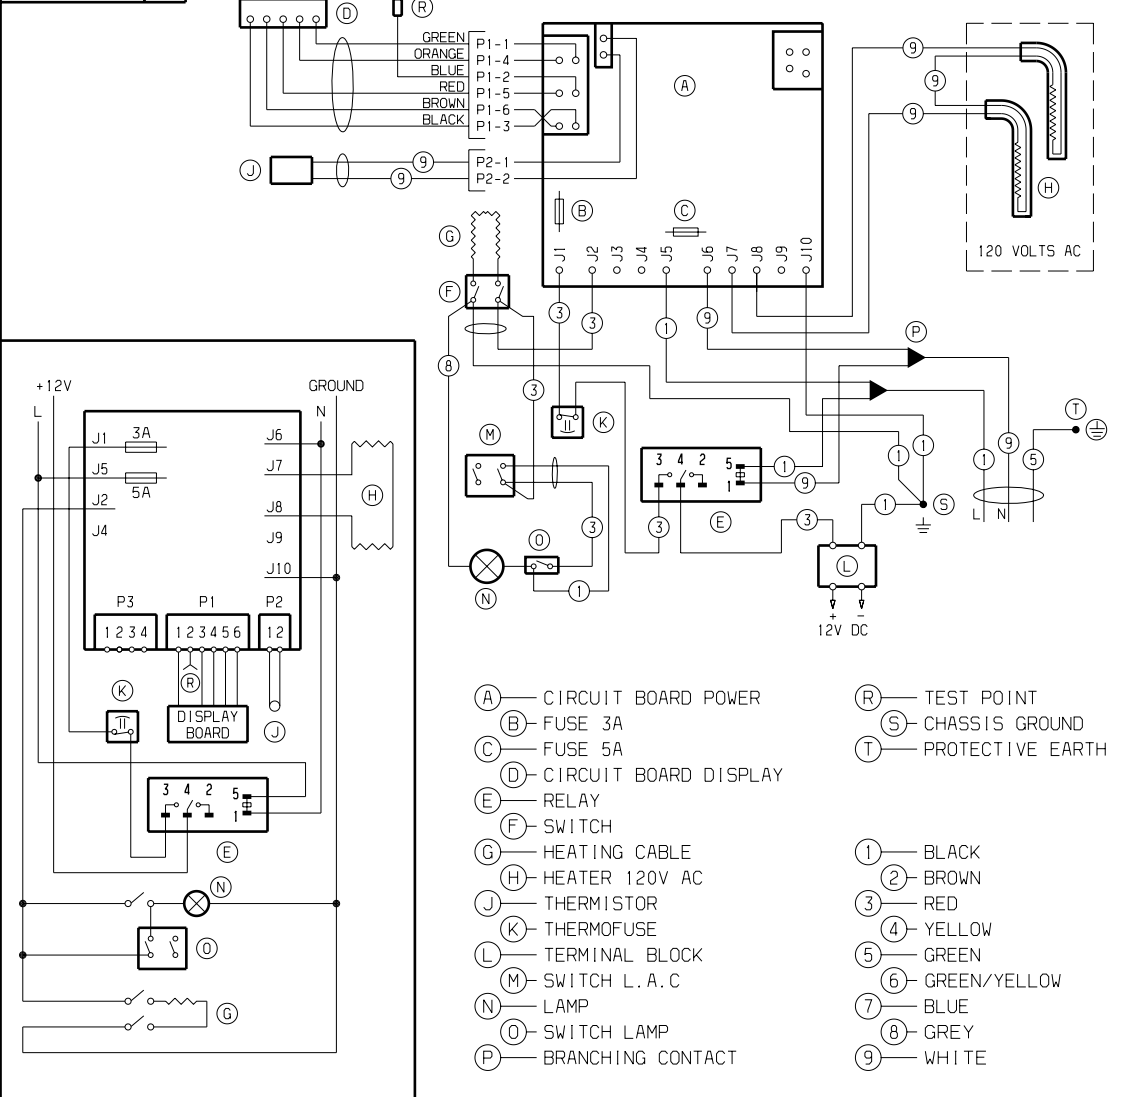 D
R
GREEN P1-1
ORANGE P1-4
BLUE P1-2
RED P1-5
BROWN P1-6
BLACK P1-3
J 9 P2-1
9 P2-2
A
B
C
G
F
J1 J2 J3 J4 J5 J6 J7 J8 J9 J10
9
9
9
H
120 VOLTS AC
3 3 1 9
P
8
3
K
M
T
3 4 2 5 1
1
9
E
3
3
1
1
1
9
5
S
L N
3
O
N
1
L
+ -
12V DC
+12V GROUND
L N
J1 3A J6
J5 J7
5A
J2 J8
J4 J9
H
J10
P3 P1 P2
1 2 3 4 1 2 3 4 5 6 1 2
R
K
DISPLAY
BOARD
J
3 4 2 5
1
E
N
O
G
A CIRCUIT BOARD POWER
B FUSE 3A
C FUSE 5A
D CIRCUIT BOARD DISPLAY
E RELAY
F SWITCH
G HEATING CABLE
H HEATER 120V AC
J THERMISTOR
K THERMOFUSE
L TERMINAL BLOCK
M SWITCH L.A.C
N LAMP
O SWITCH LAMP
P BRANCHING CONTACT
R TEST POINT
S CHASSIS GROUND
T PROTECTIVE EARTH
1 BLACK
2 BROWN
3 RED
4 YELLOW
5 GREEN
6 GREEN/YELLOW
7 BLUE
8 GREY
9 WHITE